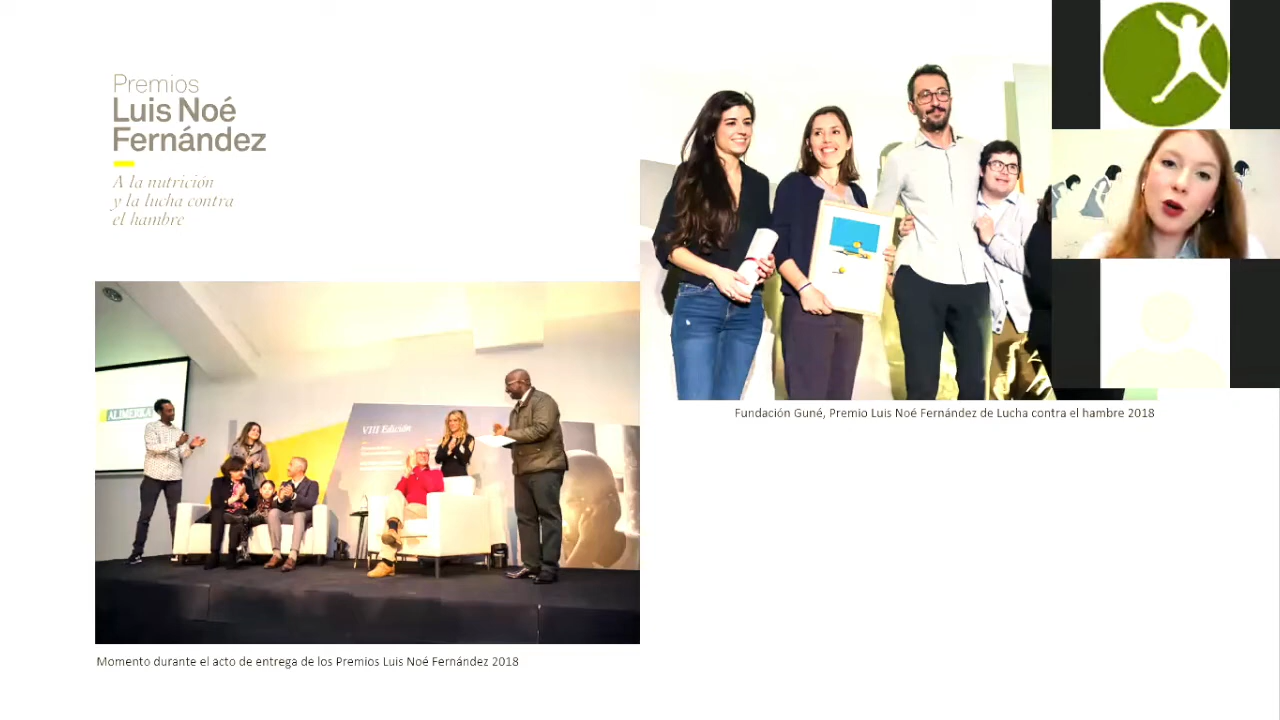 Premios
Luis Noé
Fernández
A la nutrición
y la lucha contra
el hambre
ALIMERKA
VIII Edición
Fundación Guné, Premio Luis Noé Fernández de Lucha contra el hambre 2018
Momento durante el acto de entrega de los Premios Luis Noé Fernández 2018